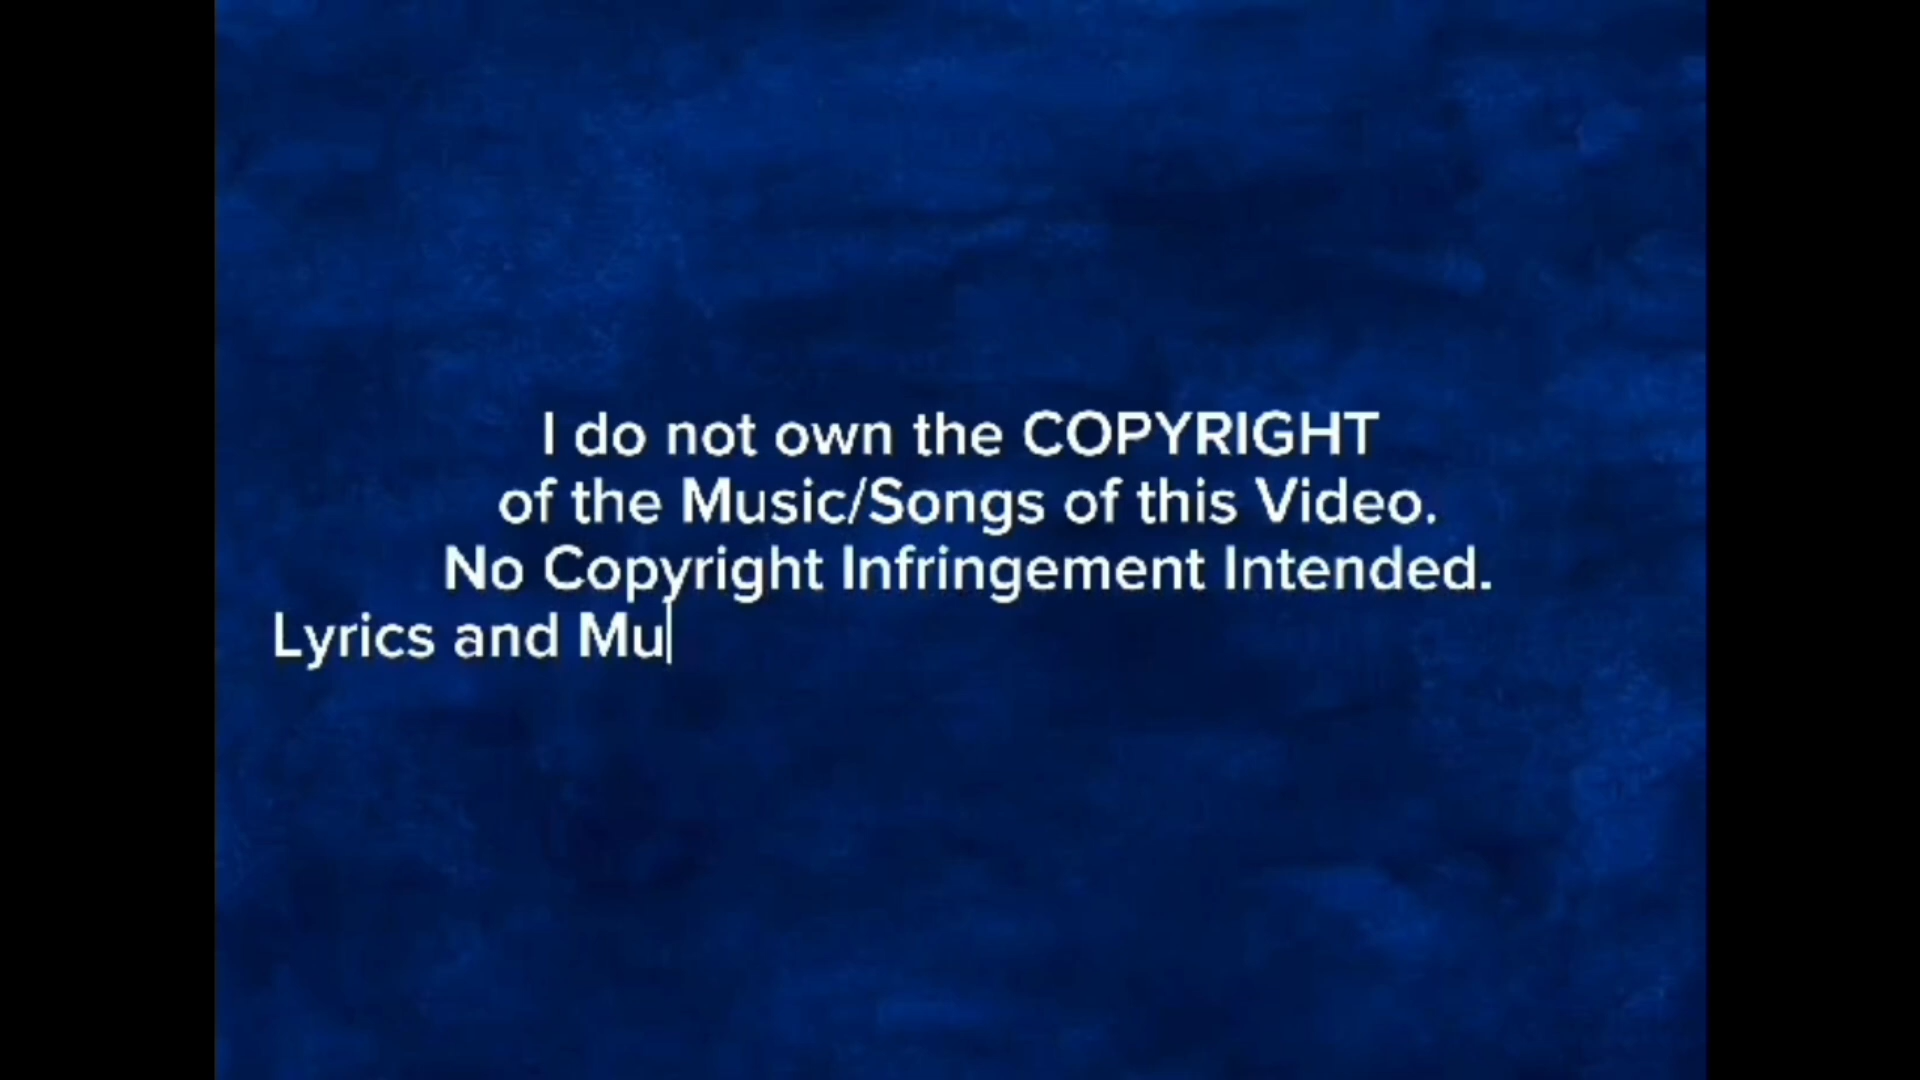 I do not own the COPYRIGHT
of the Music/Songs of this Video.
No Copyright Infringement Intended.
Lyrics and Mu